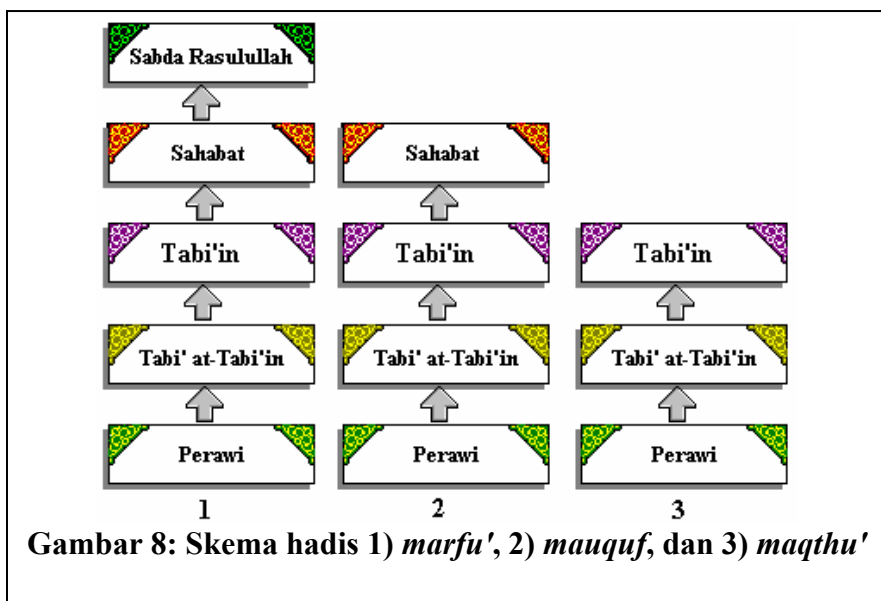 Sabda Rasulullah
Sahabat Sahabat
Tabi'in Tabi'in Tabi'in
Tabi' at-Tabi'in Tabi' at-Tabi'in Tabi' at-Tabi'in
Perawi Perawi Perawi
1 2 3
Gambar 8: Skema hadis 1) marfu', 2) mauquf, dan 3) maqthu'